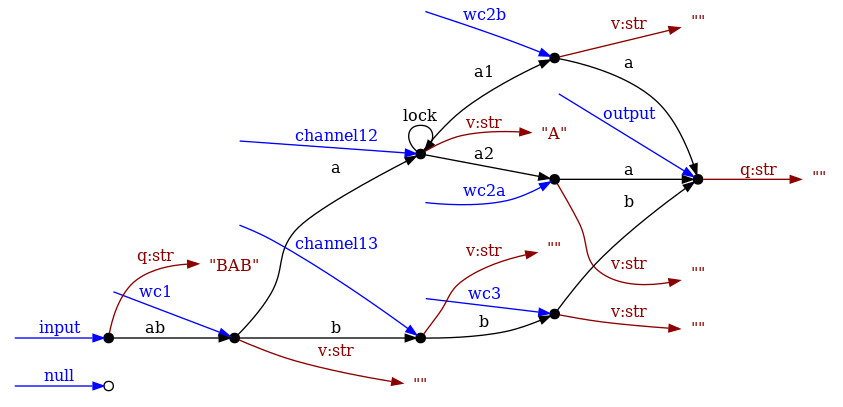 wc2b
v:str
""
a1
a
output
lock
channel12
v:str
"A"
a2
a
a
q:str
""
wc2a
b
channel13
q:str
"BAB"
v:str
""
v:str
""
wc1
wc3
v:str
""
input
ab
b
b
v:str
""
null